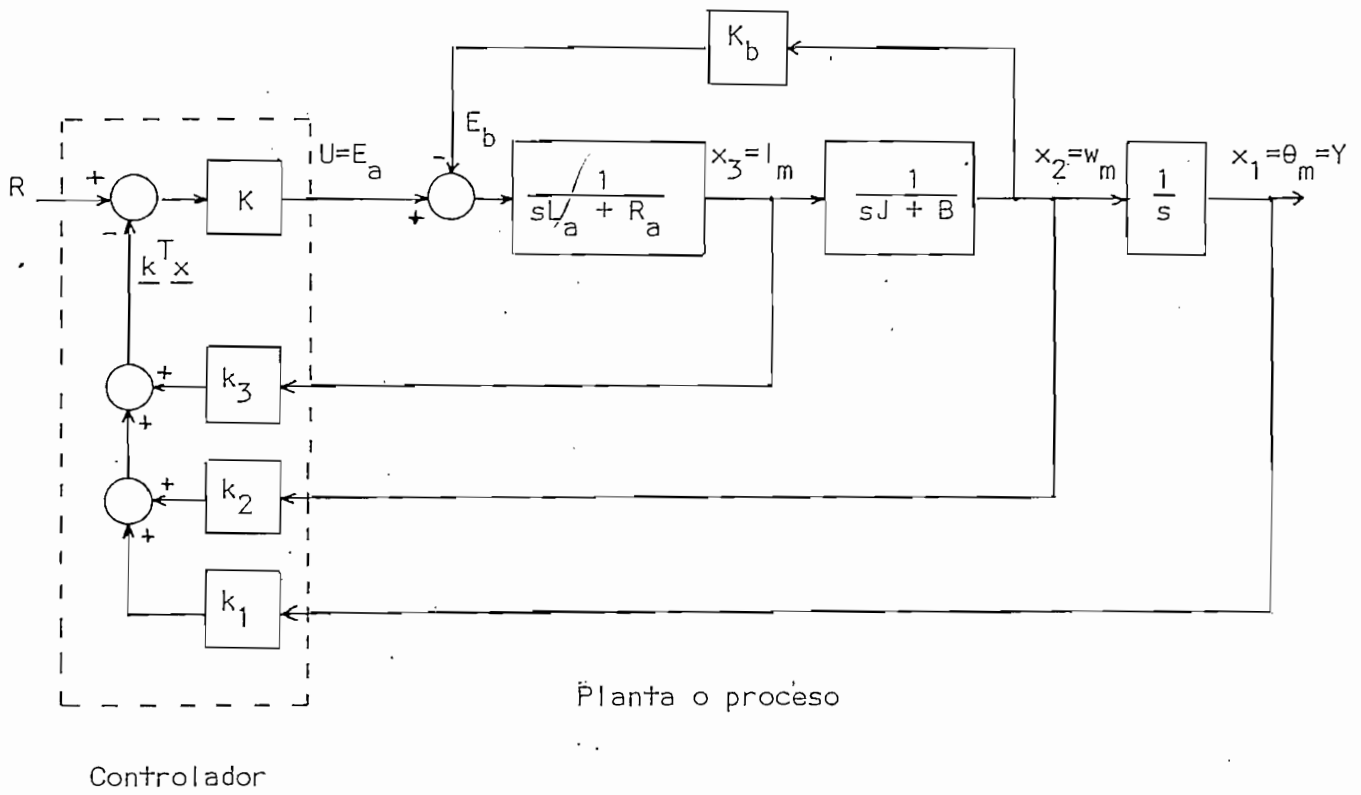 K_b
E_b
U=E_a
x_3=I_m
x_2=w_m
x_1=θ_m=Y
R
+
-
K
+
-
1
sL_a + R_a
1
sJ + B
1
s
k^T x
k_3
+
+
k_2
+
+
k_1
Planta o proceso
Controlador